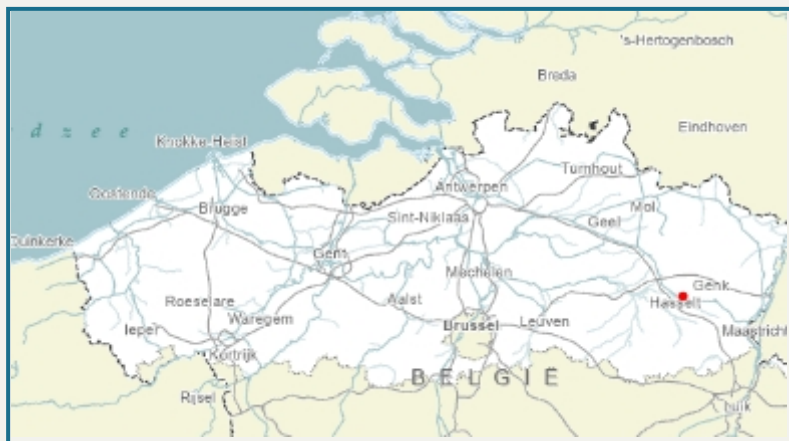 's-Hertogenbosch
Breda
d z e e
Eindhoven
Knokke-Heist
Turnhout
Antwerpen
Oostende
Mol
Brugge
Sint-Niklaas
Geel
Duinkerke
Gent
Mechelen
Genk
Aalst
Hasselt
Roeselare
Waregem
Ieper
Brussel
Leuven
Maastricht
Kortrijk
BELGIË
Rijsel
Luik